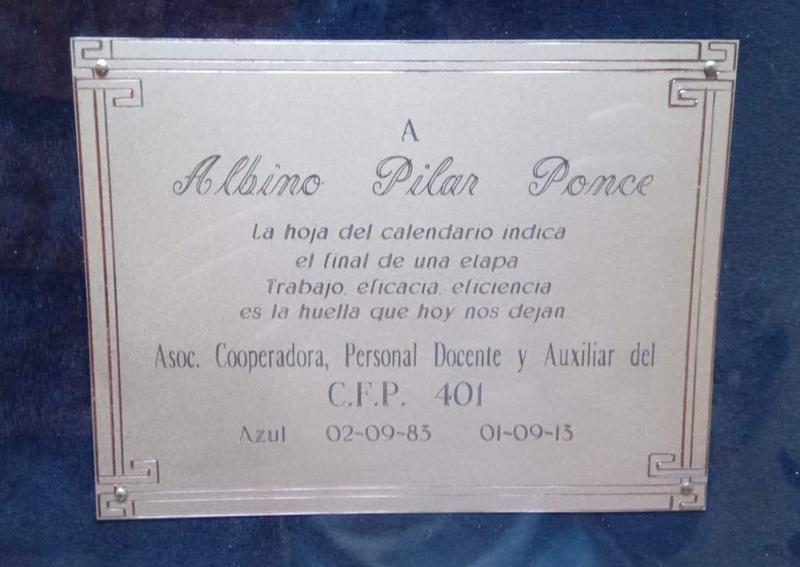 A
Albino Pilar Ponce
La hoja del calendario indica
el final de una etapa
Trabajo, eficacia, eficiencia
es la huella que hoy nos dejan
Asoc. Cooperadora, Personal Docente y Auxiliar del
C.F.P. 401
Azul 02-09-83 01-09-13